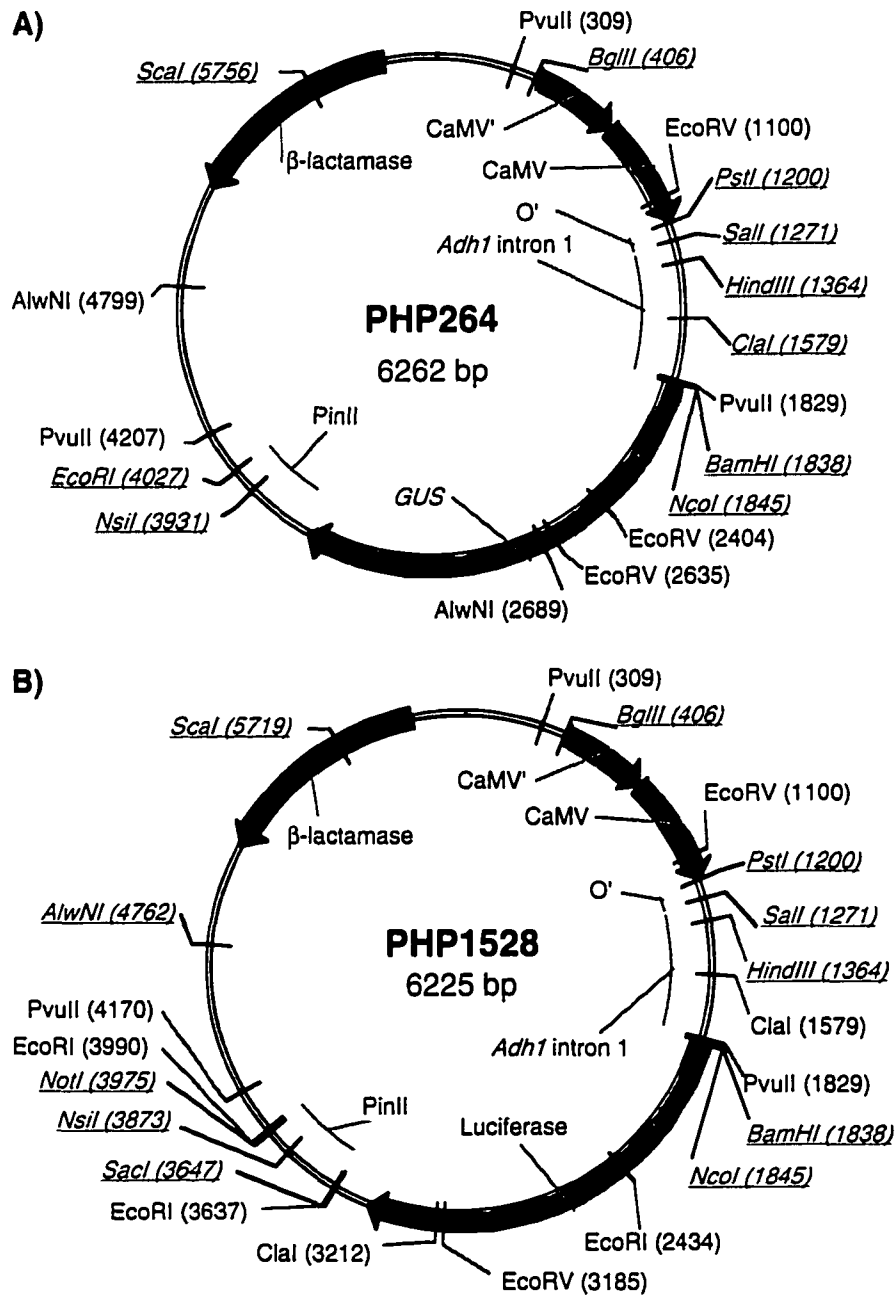 A)
PvuII (309)
BglII (406)
ScaI (5756)
CaMV'
EcoRV (1100)
β-lactamase
CaMV
PstI (1200)
O'
SalI (1271)
Adh1 intron 1
HindIII (1364)
AlwNI (4799)
PHP264
6262 bp
ClaI (1579)
PinII
PvuII (1829)
PvuII (4207)
EcoRI (4027)
BamHI (1838)
NsiI (3931)
GUS
NcoI (1845)
EcoRV (2404)
EcoRV (2635)
AlwNI (2689)
B)
PvuII (309)
BglII (406)
ScaI (5719)
CaMV'
EcoRV (1100)
CaMV
β-lactamase
PstI (1200)
O'
SalI (1271)
AlwNI (4762)
PHP1528
6225 bp
HindIII (1364)
PvuII (4170)
ClaI (1579)
EcoRI (3990)
Adh1 intron 1
NotI (3975)
PvuII (1829)
NsiI (3873)
PinII
Luciferase
BamHI (1838)
SacI (3647)
NcoI (1845)
EcoRI (3637)
EcoRI (2434)
ClaI (3212)
EcoRV (3185)